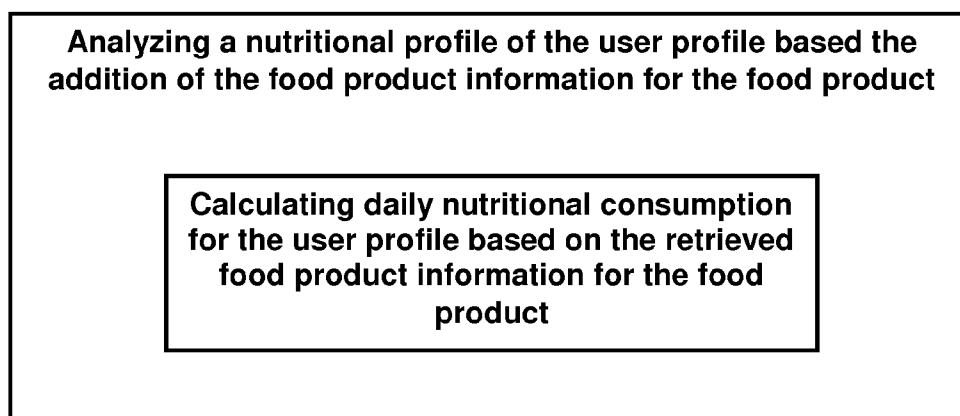 Analyzing a nutritional profile of the user profile based the
addition of the food product information for the food product
Calculating daily nutritional consumption
for the user profile based on the retrieved
food product information for the food
product